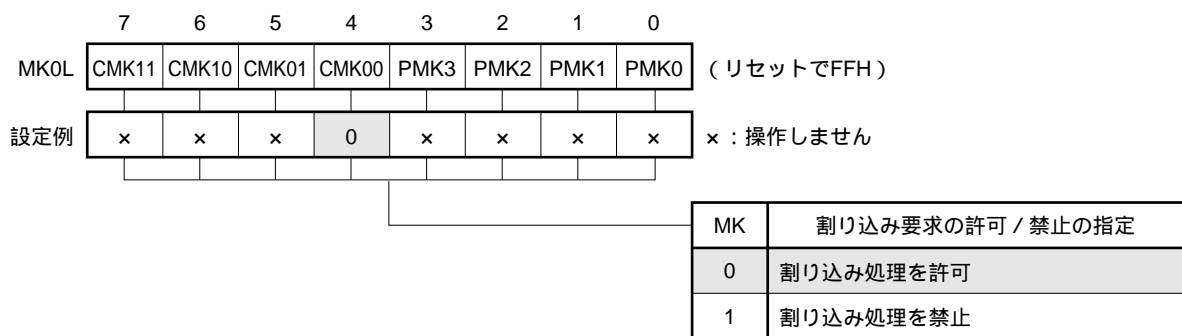 7 6 5 4 3 2 1 0
MK0L CMK11 CMK10 CMK01 CMK00 PMK3 PMK2 PMK1 PMK0 (リセットでFFH)
設定例 × × × 0 × × × × ×:操作しません
MK 割り込み要求の許可/禁止の指定
0 割り込み処理を許可
1 割り込み処理を禁止